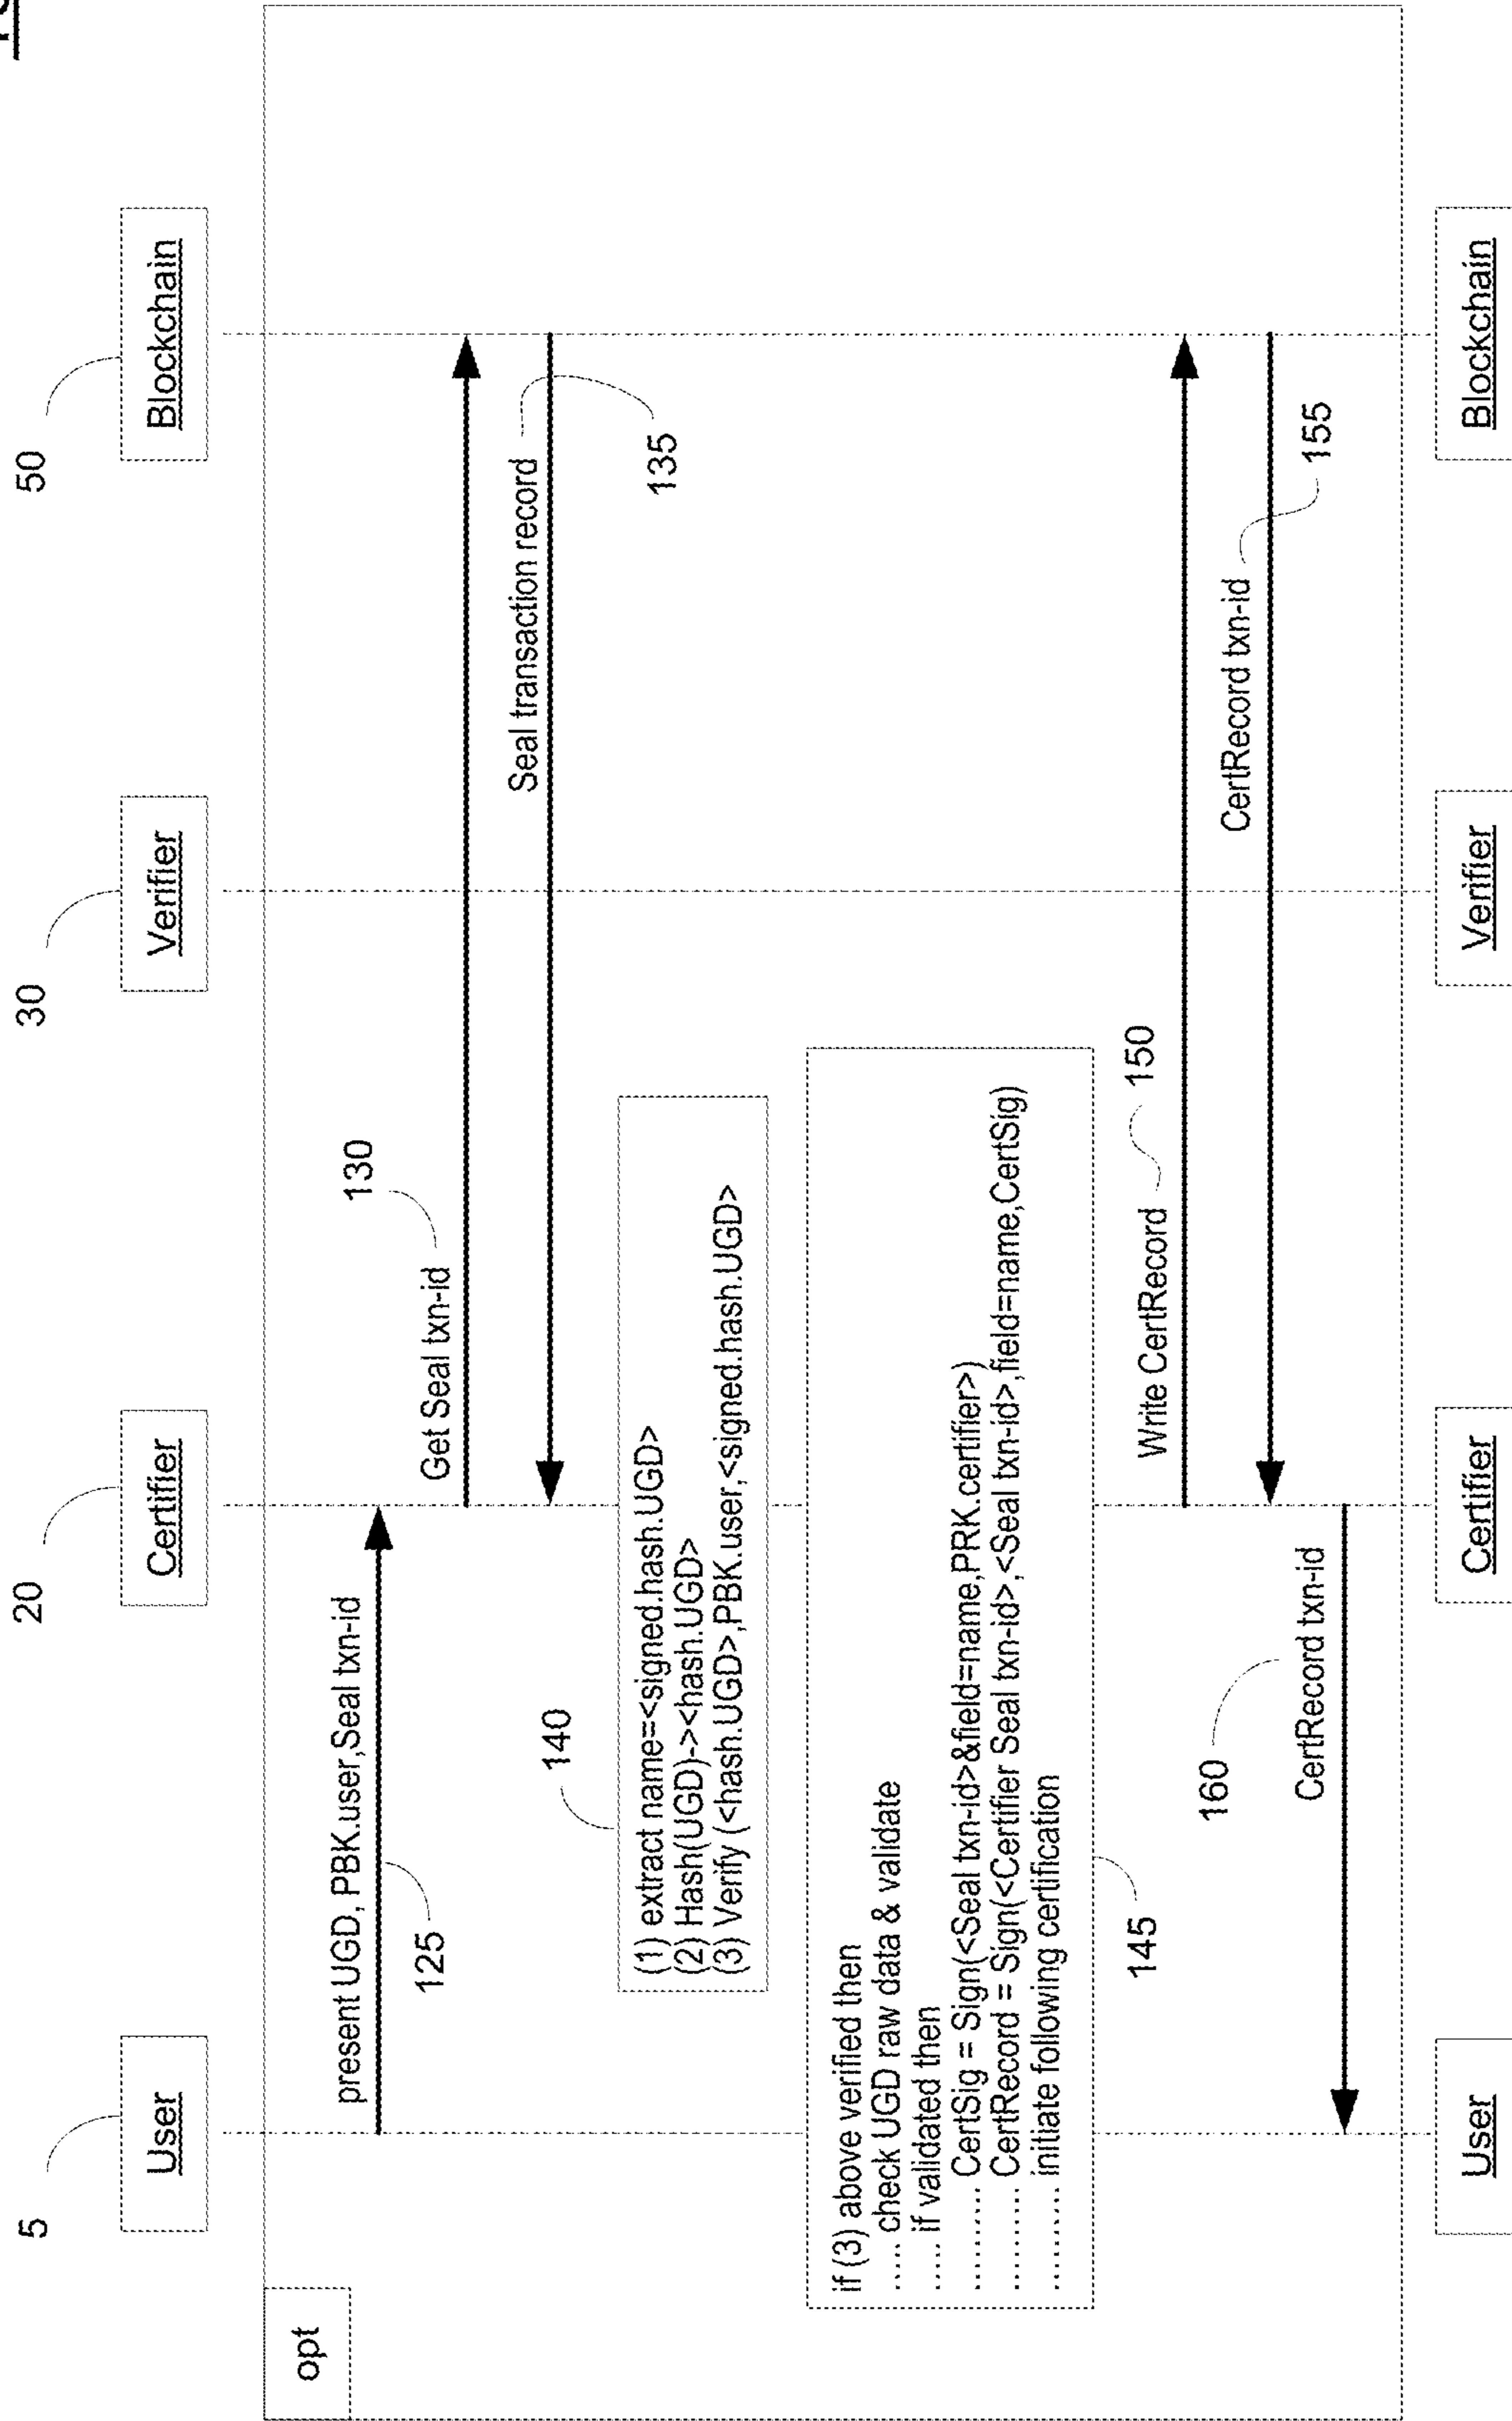 5
20
30
50
User
Certifier
Verifier
Blockchain
opt
present UGD, PBK.user,Seal txn-id
125
130
Get Seal txn-id
Seal transaction record
135
140
(1) extract name=<signed.hash.UGD>
(2) Hash(UGD)-><hash.UGD>
(3) Verify (<hash.UGD>,PBK.user,<signed.hash.UGD>
if (3) above verified then
..... check UGD raw data & validate
..... if validated then
.......... CertSig = Sign(<Seal txn-id>&field=name,PRK.certifier>)
.......... CertRecord = Sign(<Certifier Seal txn-id>,<Seal txn-id>,field=name,CertSig)
.......... initiate following certification
145
Write CertRecord
150
CertRecord txn-id
155
160
CertRecord txn-id
User
Certifier
Verifier
Blockchain